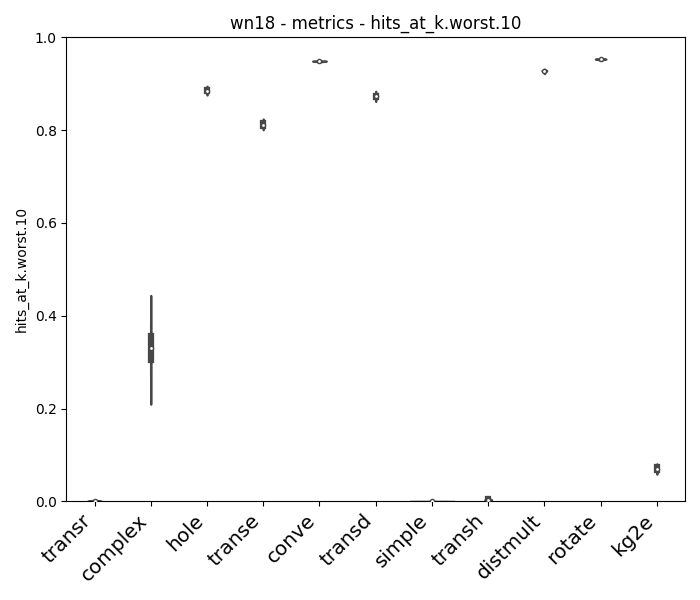 wn18 - metrics - hits_at_k.worst.10
hits_at_k.worst.10
1.0
0.8
0.6
0.4
0.2
0.0
transr
complex
hole
transe
conve
transd
simple
transh
distmult
rotate
kg2e